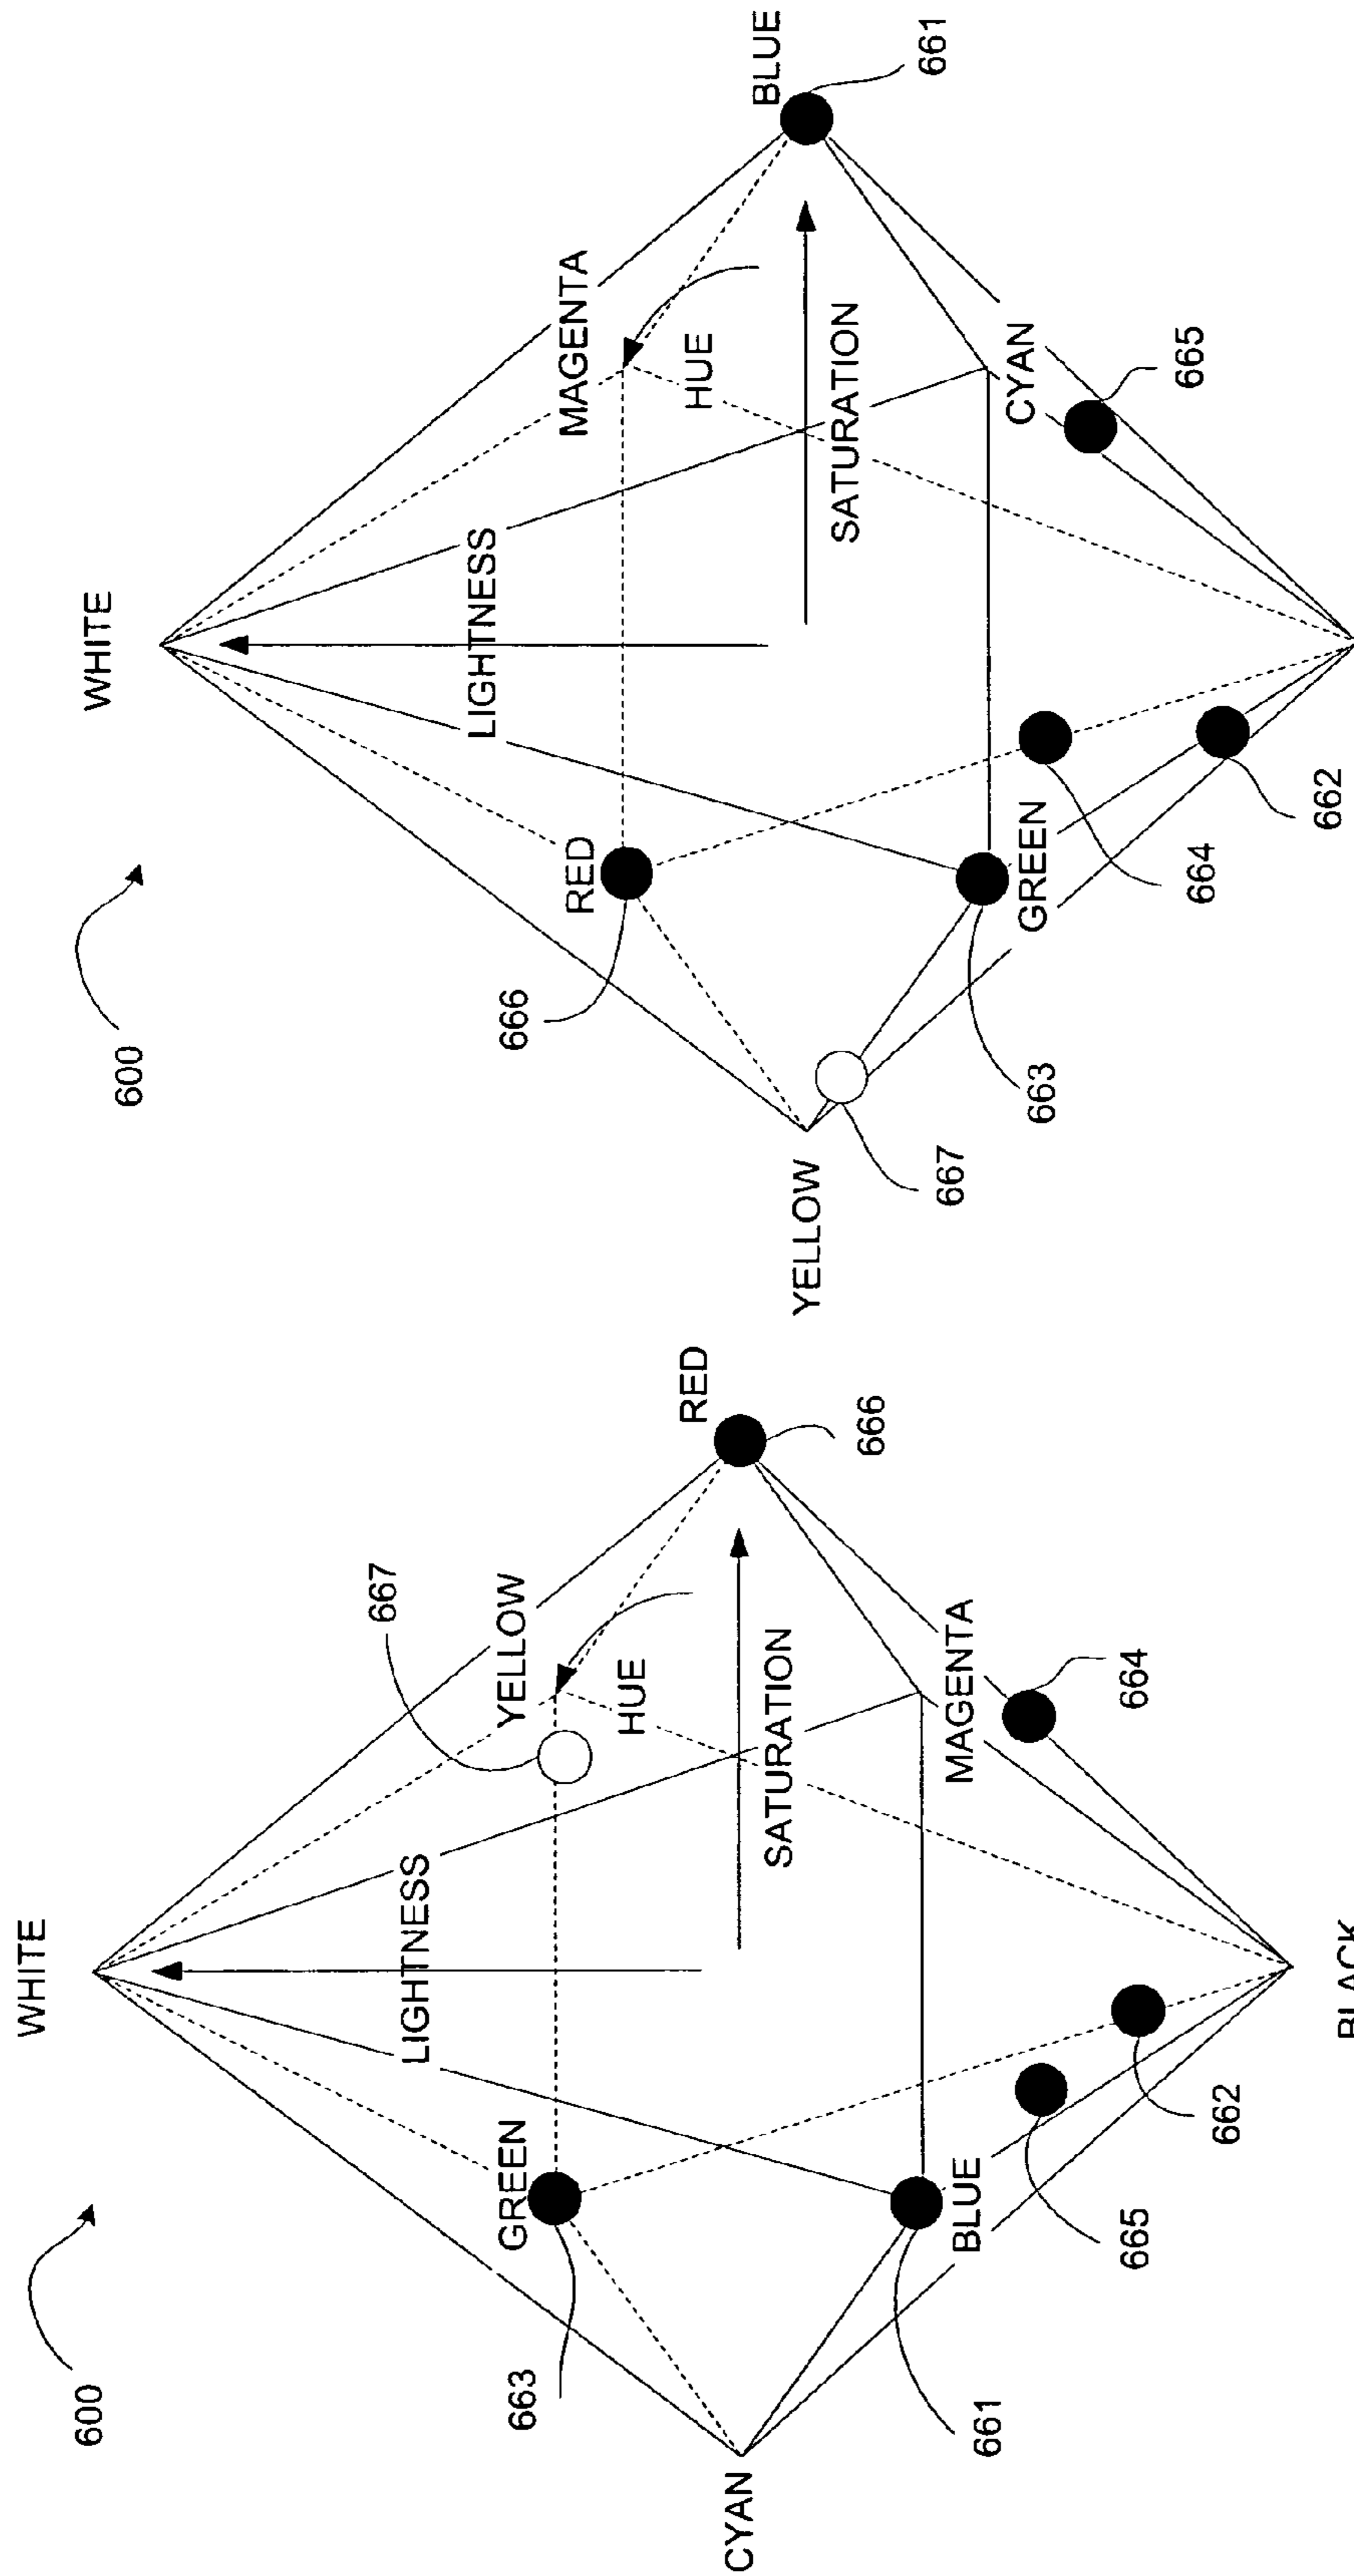 600
WHITE
LIGHTNESS
GREEN
663
YELLOW
667
HUE
RED
666
CYAN
SATURATION
BLUE
661
MAGENTA
664
665
662
BLACK
600
WHITE
LIGHTNESS
RED
666
MAGENTA
HUE
BLUE
661
YELLOW
667
SATURATION
GREEN
663
CYAN
665
664
662